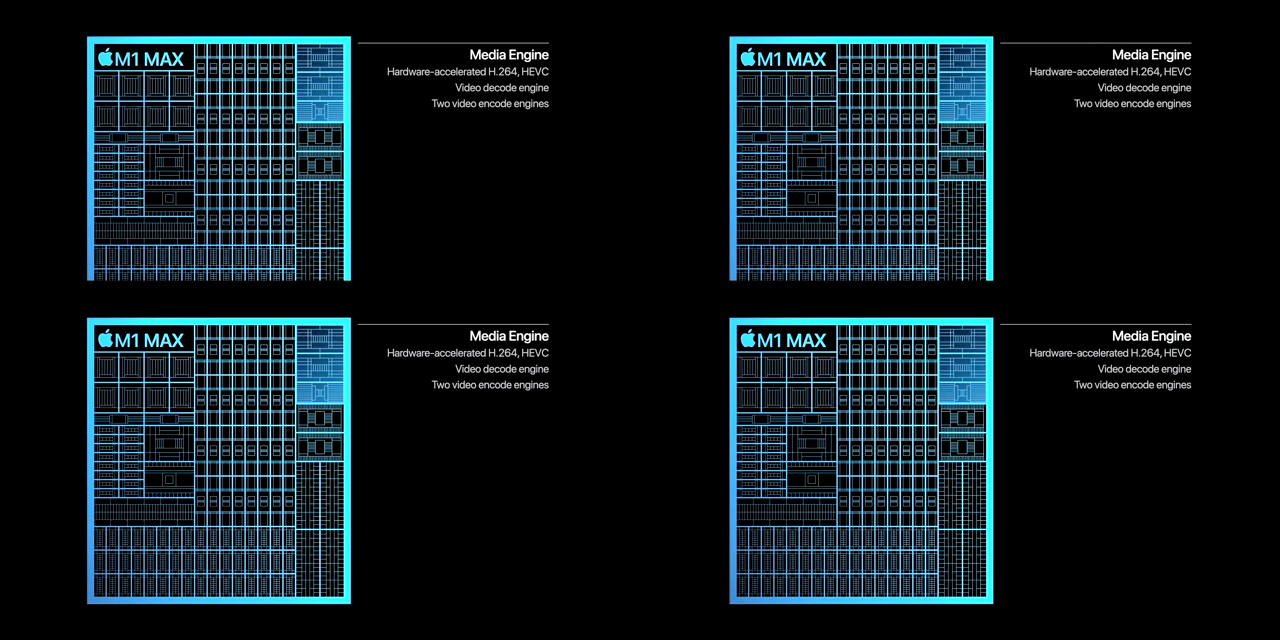 M1 MAX
Media Engine
Hardware-accelerated H.264, HEVC
Video decode engine
Two video encode engines
M1 MAX
Media Engine
Hardware-accelerated H.264, HEVC
Video decode engine
Two video encode engines
M1 MAX
Media Engine
Hardware-accelerated H.264, HEVC
Video decode engine
Two video encode engines
M1 MAX
Media Engine
Hardware-accelerated H.264, HEVC
Video decode engine
Two video encode engines